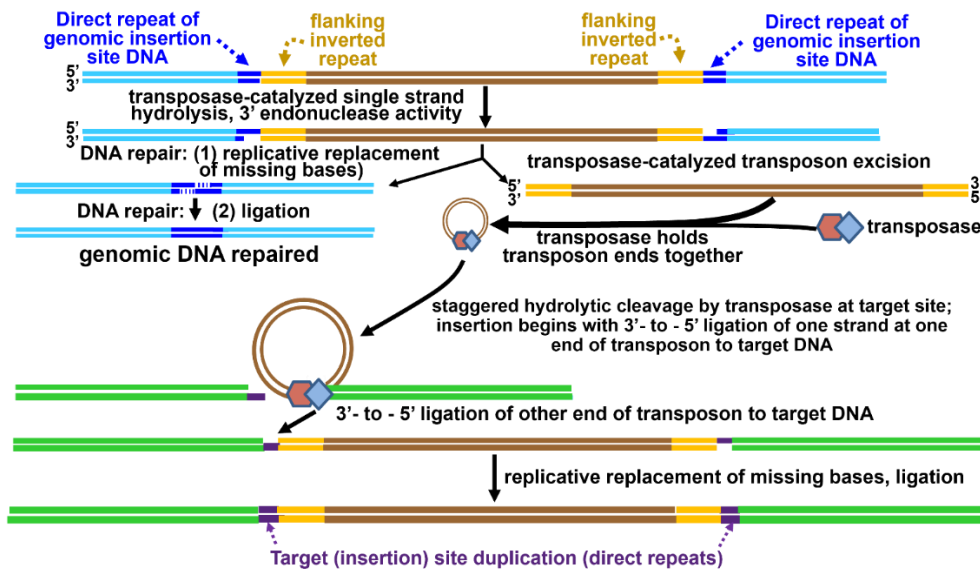 Direct repeat of
genomic insertion
site DNA
flanking
inverted
repeat
flanking
inverted
repeat
Direct repeat of
genomic insertion
site DNA
5’
3’
transposase-catalyzed single strand
hydrolysis, 3’ endonuclease activity
5’
3’
DNA repair: (1) replicative replacement
of missing bases)
transposase-catalyzed transposon excision
5’
3’
3’
5’
DNA repair: (2) ligation
genomic DNA repaired
transposase holds
transposon ends together
transposase
staggered hydrolytic cleavage by transposase at target site;
insertion begins with 3’- to - 5’ ligation of one strand at one
end of transposon to target DNA
3’- to - 5’ ligation of other end of transposon to target DNA
replicative replacement of missing bases, ligation
Target (insertion) site duplication (direct repeats)